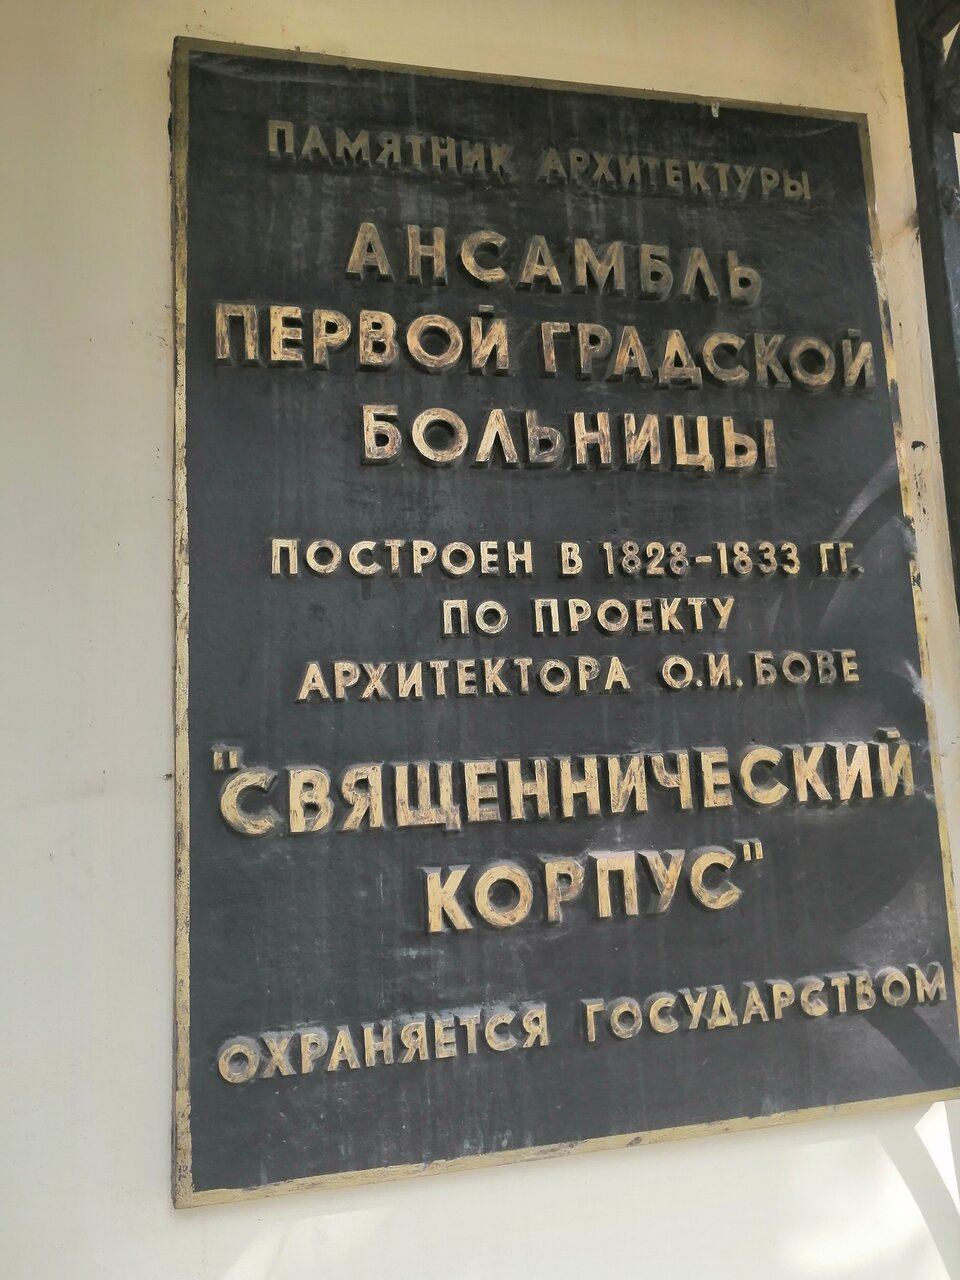 ПАМЯТНИК АРХИТЕКТУРЫ
АНСАМБЛЬ
ПЕРВОЙ ГРАДСКОЙ
БОЛЬНИЦЫ
ПОСТРОЕН В 1828-1833 ГГ.
ПО ПРОЕКТУ
АРХИТЕКТОРА О.И. БОВЕ
"СВЯЩЕННИЧЕСКИЙ
КОРПУС"
ОХРАНЯЕТСЯ ГОСУДАРСТВОМ